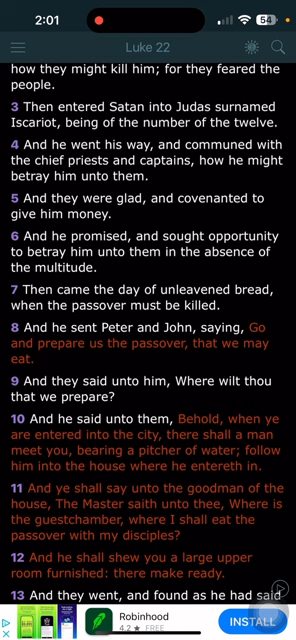 2:01
54
Luke 22
how they might kill him; for they feared the
people.
3 Then entered Satan into Judas surnamed
Iscariot, being of the number of the twelve.
4 And he went his way, and communed with
the chief priests and captains, how he might
betray him unto them.
5 And they were glad, and covenanted to
give him money.
6 And he promised, and sought opportunity
to betray him unto them in the absence of
the multitude.
7 Then came the day of unleavened bread,
when the passover must be killed.
8 And he sent Peter and John, saying, Go
and prepare us the passover, that we may
eat.
9 And they said unto him, Where wilt thou
that we prepare?
10 And he said unto them, Behold, when ye
are entered into the city, there shall a man
meet you, bearing a pitcher of water; follow
him into the house where he entereth in.
11 And ye shall say unto the goodman of the
house, The Master saith unto thee, Where is
the guestchamber, where I shall eat the
passover with my disciples?
12 And he shall shew you a large upper
room furnished: there make ready.
13 And they went, and found as he had said
Robinhood
4.2 ★ FREE
INSTALL